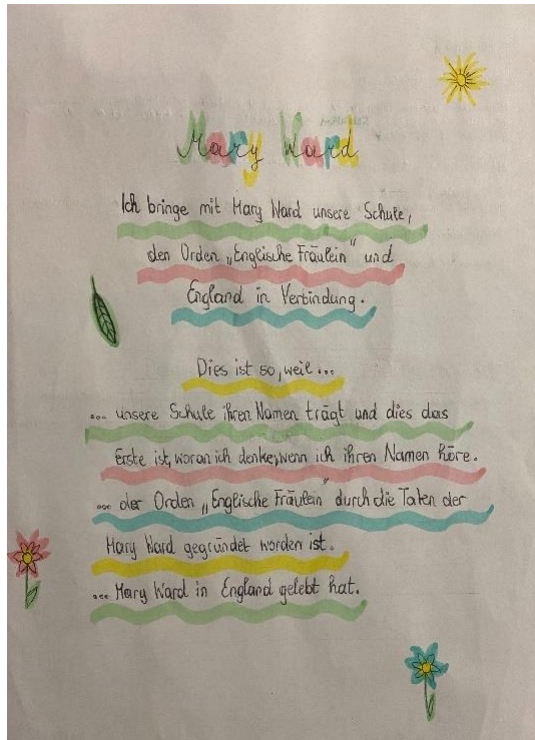 Mary Ward
Ich bringe mit Mary Ward unsere Schule,
den Orden „Englische Fräulein" und
England in Verbindung.
Dies ist so, weil...
... unsere Schule ihren Namen trägt und dies das
Erste ist, woran ich denke, wenn ich ihren Namen höre.
... der Orden „Englische Fräulein" durch die Taten der
Mary Ward gegründet worden ist.
... Mary Ward in England gelebt hat.